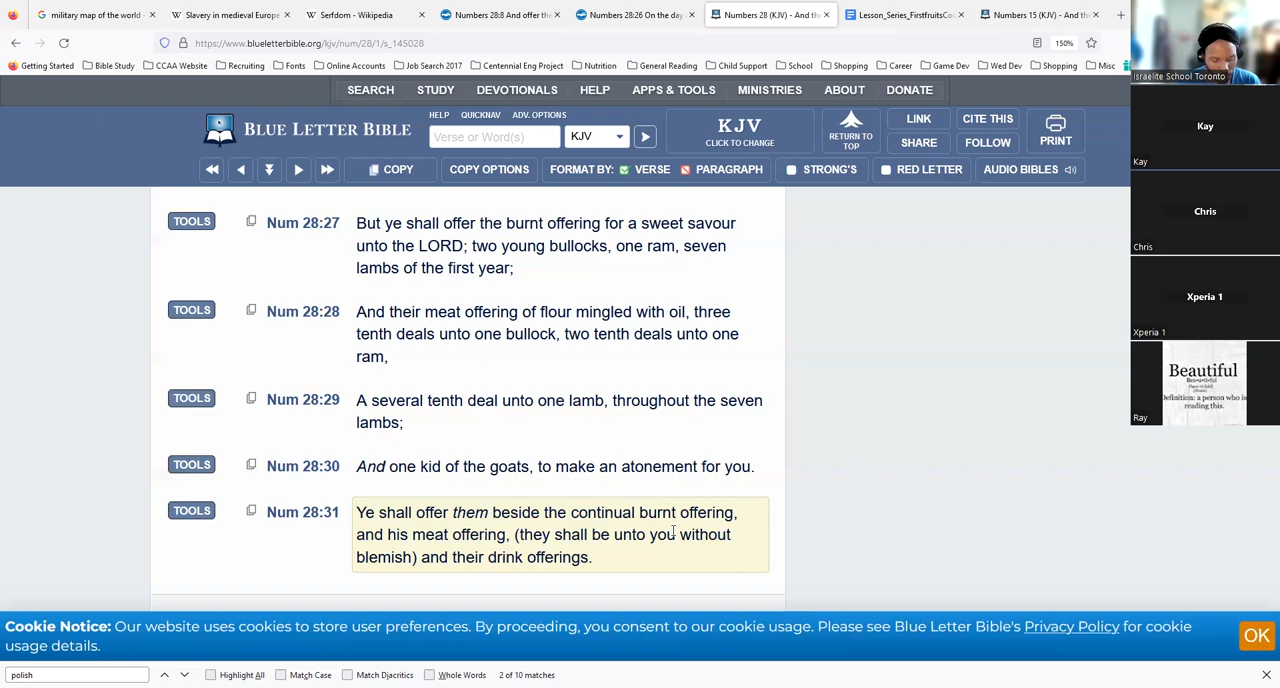 military map of the world
Slavery in medieval Europe
Serfdom - Wikipedia
Numbers 28:8 And offer the
Numbers 28:26 On the day
Numbers 28 (KJV) - And the
Lesson_Series_FirstfruitsCou
Numbers 15 (KJV) - And the
https://www.blueletterbible.org/kjv/num/28/1/s_145028
150%
Getting Started
Bible Study
CCAA Website
Recruiting
Fonts
Online Accounts
Job Search 2017
Centennial Eng Project
Nutrition
General Reading
Child Support
School
Shopping
Career
Game Dev
Wed Dev
Shopping
Misc
SEARCH
STUDY
DEVOTIONALS
HELP
APPS & TOOLS
MINISTRIES
ABOUT
DONATE
BLUE LETTER BIBLE
HELP
QUICKNAV
ADV. OPTIONS
Verse or Word(s)
KJV
KJV
CLICK TO CHANGE
RETURN TO
TOP
LINK
CITE THIS
SHARE
FOLLOW
PRINT
COPY
COPY OPTIONS
FORMAT BY:
VERSE
PARAGRAPH
STRONG'S
RED LETTER
AUDIO BIBLES
TOOLS
Num 28:27
But ye shall offer the burnt offering for a sweet savour
unto the LORD; two young bullocks, one ram, seven
lambs of the first year;
TOOLS
Num 28:28
And their meat offering of flour mingled with oil, three
tenth deals unto one bullock, two tenth deals unto one
ram,
TOOLS
Num 28:29
A several tenth deal unto one lamb, throughout the seven
lambs;
TOOLS
Num 28:30
And one kid of the goats, to make an atonement for you.
TOOLS
Num 28:31
Ye shall offer them beside the continual burnt offering,
and his meat offering, (they shall be unto you without
blemish) and their drink offerings.
Cookie Notice: Our website uses cookies to store user preferences. By proceeding, you consent to our cookie usage. Please see Blue Letter Bible's Privacy Policy for cookie
usage details.
OK
polish
Highlight All
Match Case
Match Diacritics
Whole Words
2 of 10 matches
Israelite School Toronto
Kay
Kay
Chris
Chris
Xperia 1
Xperia 1
Beautiful
Definition: a person who is
reading this.
Ray